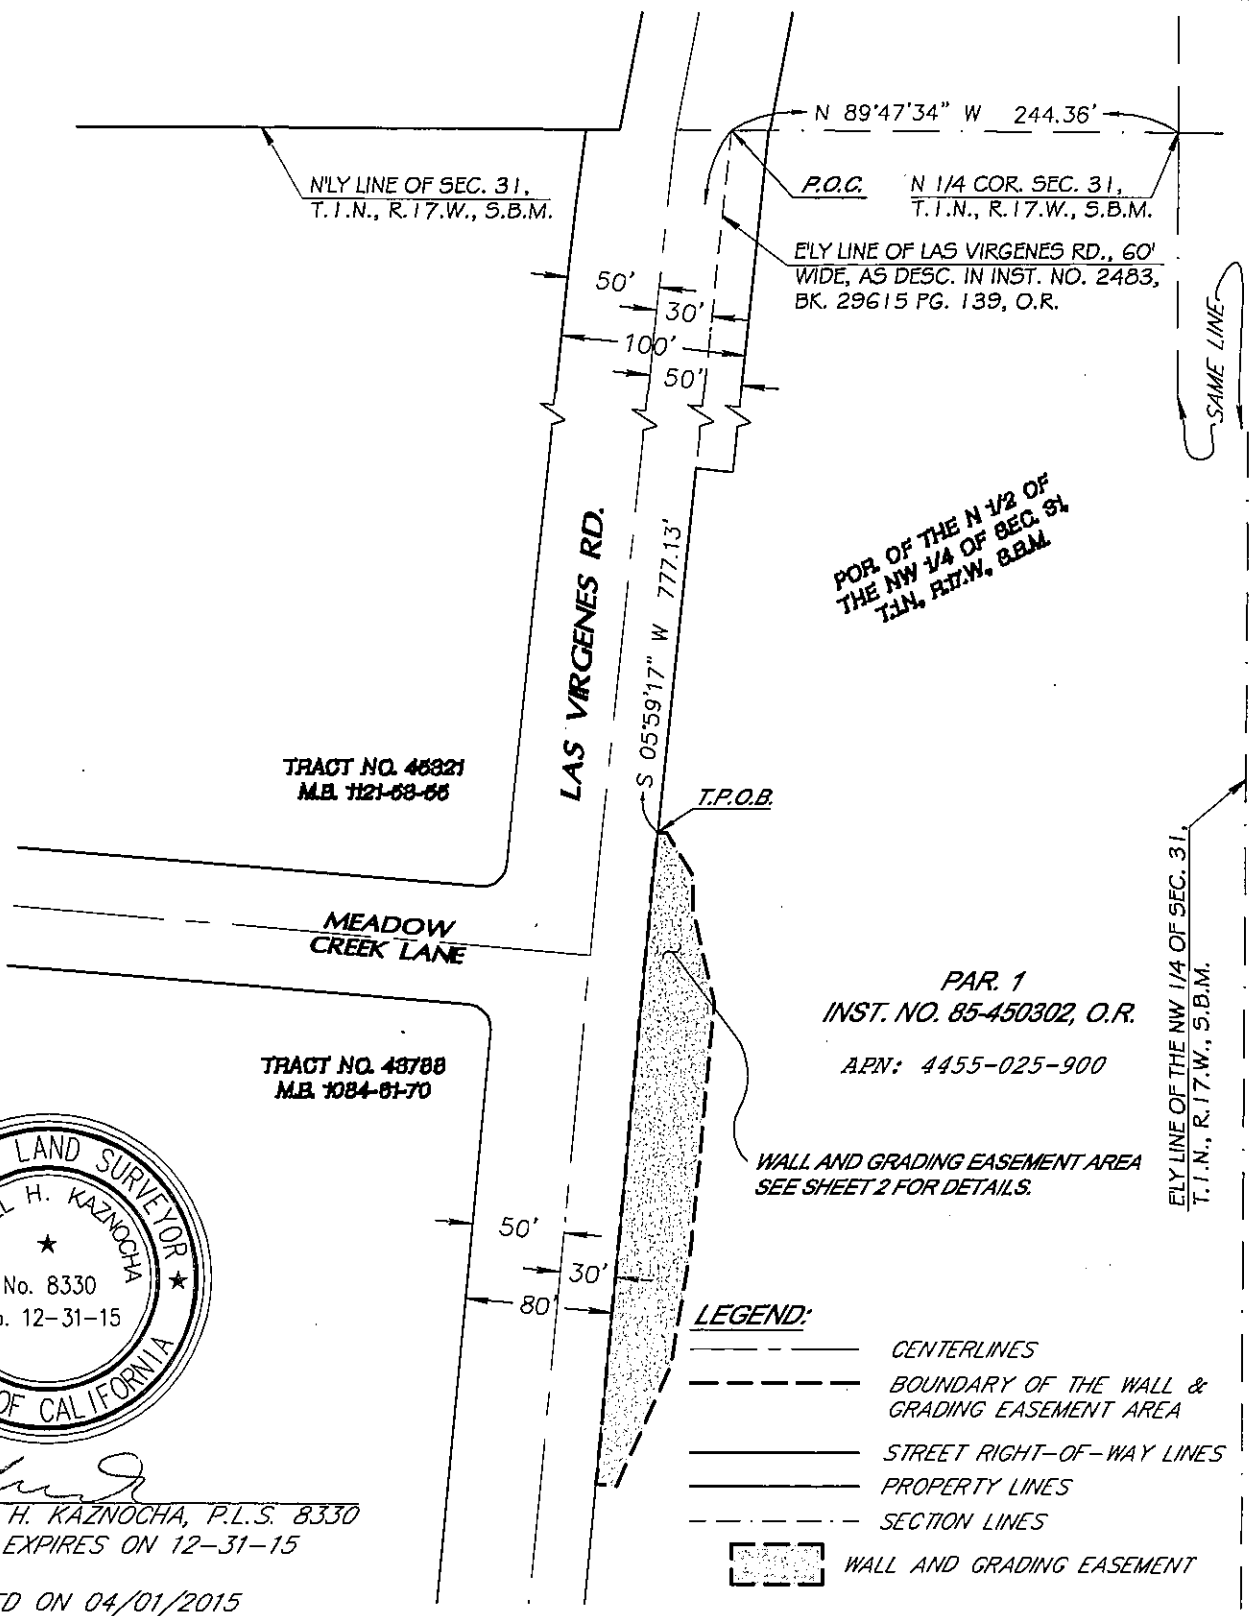 N 89°47'34" W 244.36'
N'LY LINE OF SEC. 31,
T.1.N., R.17.W., S.B.M.
P.O.C.
N 1/4 COR. SEC. 31,
T.1.N., R.17.W., S.B.M.
E'LY LINE OF LAS VIRGENES RD., 60'
WIDE, AS DESC. IN INST. NO. 2483,
BK. 29615 PG. 139, O.R.
50'
30'
100'
50'
SAME LINE
POR. OF THE N 1/2 OF
THE NW 1/4 OF SEC. 31,
T.1.N., R.17.W., S.B.M.
LAS VIRGENES RD.
S 05°59'17" W 777.13'
TRACT NO. 46321
M.B. 1121-53-55
T.P.O.B.
MEADOW
CREEK LANE
PAR. 1
INST. NO. 85-450302, O.R.
APN: 4455-025-900
E'LY LINE OF THE NW 1/4 OF SEC. 31,
T.1.N., R.17.W., S.B.M.
TRACT NO. 43788
M.B. 1084-61-70
WALL AND GRADING EASEMENT AREA
SEE SHEET 2 FOR DETAILS.
50'
30'
80'
LAND SURVEYOR
H. KAZNOCHA
No. 8330
12-31-15
OF CALIFORNIA
H. KAZNOCHA, P.L.S. 8330
EXPIRES ON 12-31-15
ON 04/01/2015
LEGEND:
CENTERLINES
BOUNDARY OF THE WALL &
GRADING EASEMENT AREA
STREET RIGHT-OF-WAY LINES
PROPERTY LINES
SECTION LINES
WALL AND GRADING EASEMENT